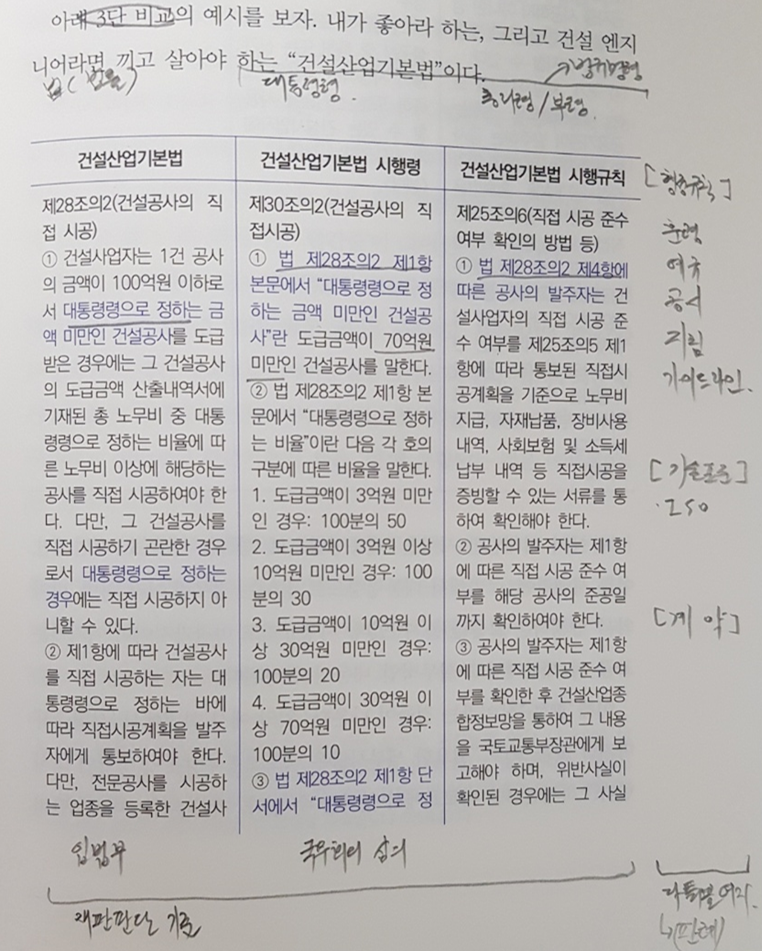 아래 3단 비교의 예시를 보자. 내가 좋아라 하는, 그리고 건설 엔지
니어라면 끼고 살아야 하는 “건설산업기본법”이다.
법(법률)
대통령령.
총리령/부령.
건설산업기본법
제28조의2(건설공사의 직
접 시공)
① 건설사업자는 1건 공사
의 금액이 100억원 이하로
서 대통령령으로 정하는 금
액 미만인 건설공사를 도급
받은 경우에는 그 건설공사
의 도급금액 산출내역서에
기재된 총 노무비 중 대통
령령으로 정하는 비율에 따
른 노무비 이상에 해당하는
공사를 직접 시공하여야 한
다. 다만, 그 건설공사를
직접 시공하기 곤란한 경우
로서 대통령령으로 정하는
경우에는 직접 시공하지 아
니할 수 있다.
② 제1항에 따라 건설공사
를 직접 시공하는 자는 대
통령령으로 정하는 바에
따라 직접시공계획을 발주
자에게 통보하여야 한다.
다만, 전문공사를 시공하
는 업종을 등록한 건설사
건설산업기본법 시행령
제30조의2(건설공사의 직
접시공)
① 법 제28조의2 제1항
본문에서 “대통령령으로 정
하는 금액 미만인 건설공
사”란 도급금액이 70억원
미만인 건설공사를 말한다.
② 법 제28조의2 제1항 본
문에서 “대통령령으로 정하
는 비율”이란 다음 각 호의
구분에 따른 비율을 말한다.
1. 도급금액이 3억원 미만
인 경우: 100분의 50
2. 도급금액이 3억원 이상
10억원 미만인 경우: 100
분의 30
3. 도급금액이 10억원 이
상 30억원 미만인 경우:
100분의 20
4. 도급금액이 30억원 이
상 70억원 미만인 경우:
100분의 10
③ 법 제28조의2 제1항 단
서에서 “대통령령으로 정
건설산업기본법 시행규칙
제25조의6(직접 시공 준수
여부 확인의 방법 등)
① 법 제28조의2 제4항에
따른 공사의 발주자는 건
설사업자의 직접 시공 준
수 여부를 제25조의5 제1
항에 따라 통보된 직접시
공계획을 기준으로 노무비
지급, 자재납품, 장비사용
내역, 사회보험 및 소득세
납부 내역 등 직접시공을
증빙할 수 있는 서류를 통
하여 확인해야 한다.
② 공사의 발주자는 제1항
에 따른 직접 시공 준수 여
부를 해당 공사의 준공일
까지 확인하여야 한다.
③ 공사의 발주자는 제1항
에 따른 직접 시공 준수 여
부를 확인한 후 건설산업종
합정보망을 통하여 그 내용
을 국토교통부장관에게 보
고해야 하며, 위반사실이
확인된 경우에는 그 사실
[행정규칙]
훈령
예규
공시
지침
가이드라인.
[기술표준]
·ISO
[계약]
입법부
국무회의 심의
재판판단 기준
(판례)